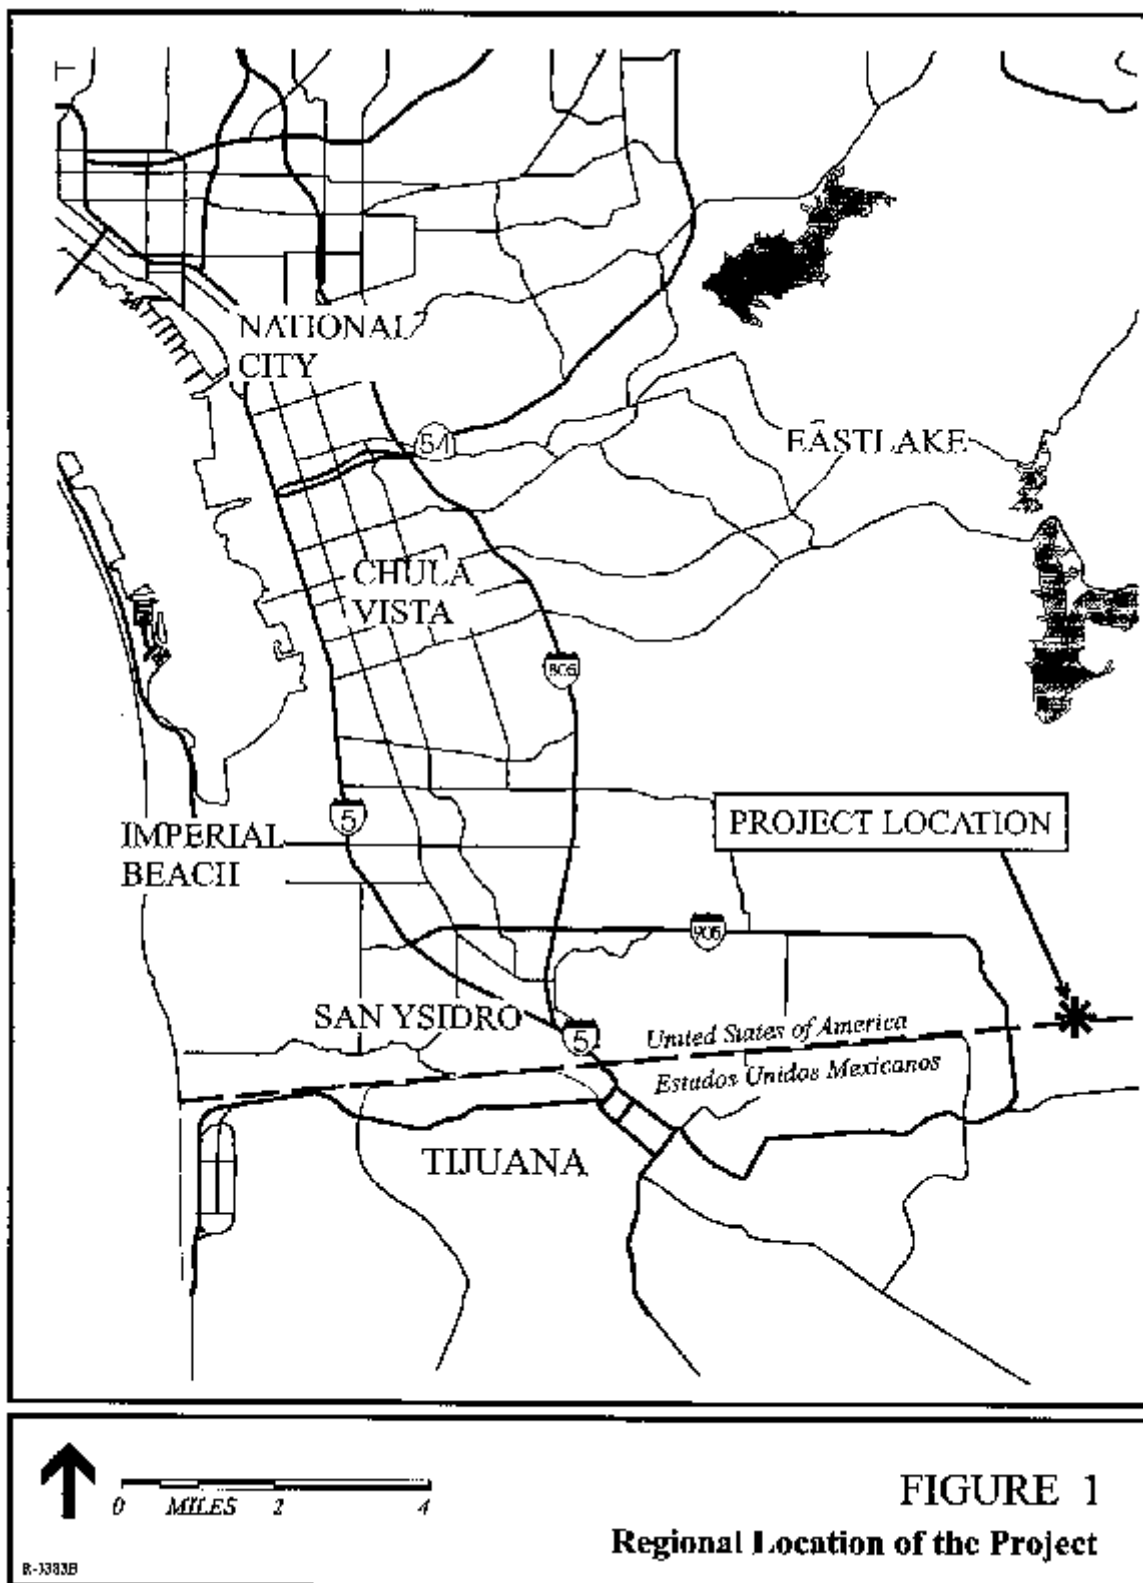 NATIONAL
CITY
54
EASTLAKE
CHULA
VISTA
805
5
PROJECT LOCATION
IMPERIAL
BEACH
905
SAN YSIDRO
5
United States of America
Estados Unidos Mexicanos
TIJUANA
0 MILES 2 4
FIGURE 1
Regional Location of the Project
R-3383B